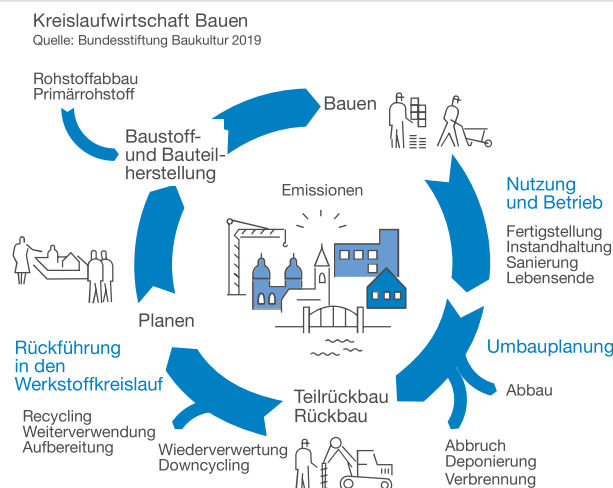 Kreislaufwirtschaft Bauen
Quelle: Bundesstiftung Baukultur 2019
Rohstoffabbau
Primärrohstoff
Baustoff-
und Bauteil-
herstellung
Bauen
Nutzung
und Betrieb
Fertigstellung
Instandhaltung
Sanierung
Lebensende
Emissionen
Umbauplanung
Abbau
Abbruch
Deponierung
Verbrennung
Teilrückbau
Rückbau
Wiederverwertung
Downcycling
Rückführung
in den
Werkstoffkreislauf
Recycling
Weiterverwendung
Aufbereitung
Planen